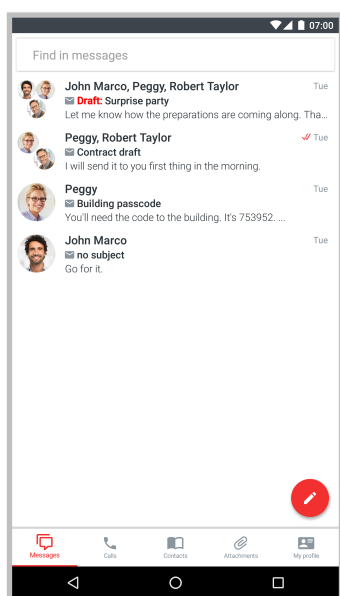 07:00
Find in messages
John Marco, Peggy, Robert Taylor Tue
Draft: Surprise party
Let me know how the preparations are coming along. Tha...
Peggy, Robert Taylor Tue
Contract draft
I will send it to you first thing in the morning.
Peggy Tue
Building passcode
You'll need the code to the building. It's 753952. ...
John Marco Tue
no subject
Go for it.
Messages Calls Contacts Attachments My profile